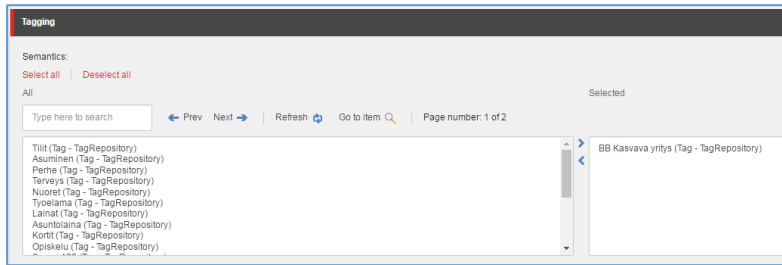 Tagging
Semantics:
Select all Deselect all
All Selected
Type here to search Prev Next Refresh Go to item Page number: 1 of 2
Tilit (Tag - TagRepository) BB Kasvava yritys (Tag - TagRepository)
Asuminen (Tag - TagRepository)
Perhe (Tag - TagRepository)
Terveys (Tag - TagRepository)
Nuoret (Tag - TagRepository)
Tyoelama (Tag - TagRepository)
Lainat (Tag - TagRepository)
Asuntolaina (Tag - TagRepository)
Kortit (Tag - TagRepository)
Opiskelu (Tag - TagRepository)